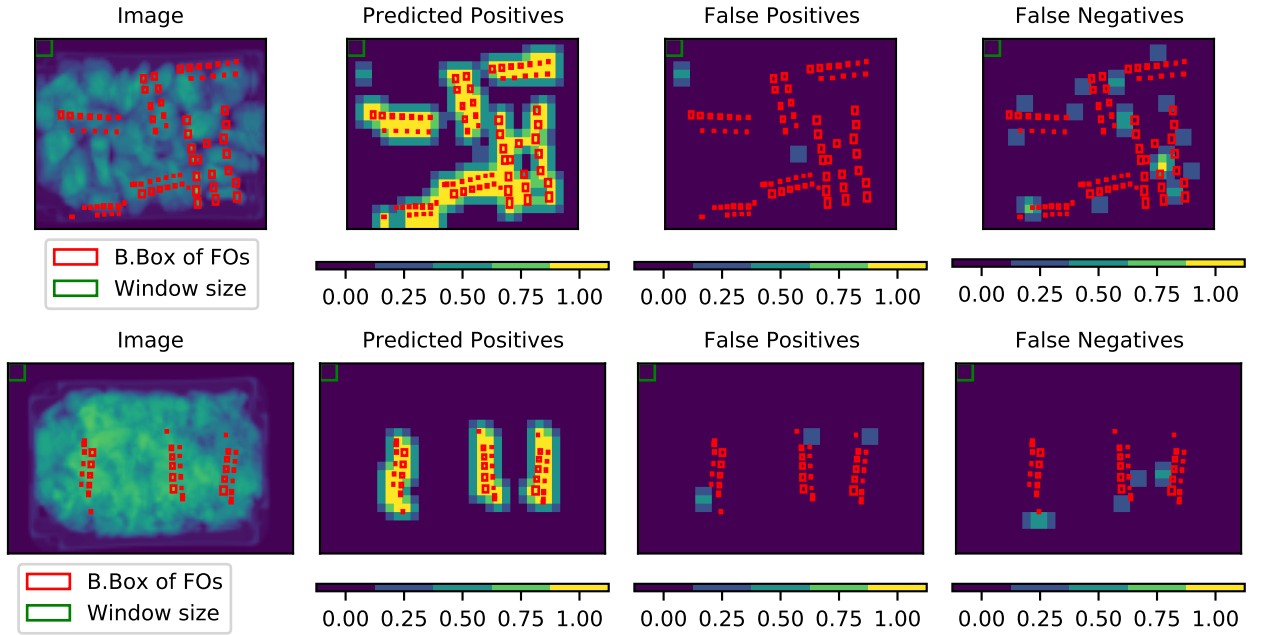 Image
Predicted Positives
False Positives
False Negatives
B.Box of FOs
Window size
0.00 0.25 0.50 0.75 1.00
0.00 0.25 0.50 0.75 1.00
0.00 0.25 0.50 0.75 1.00
Image
Predicted Positives
False Positives
False Negatives
B.Box of FOs
Window size
0.00 0.25 0.50 0.75 1.00
0.00 0.25 0.50 0.75 1.00
0.00 0.25 0.50 0.75 1.00